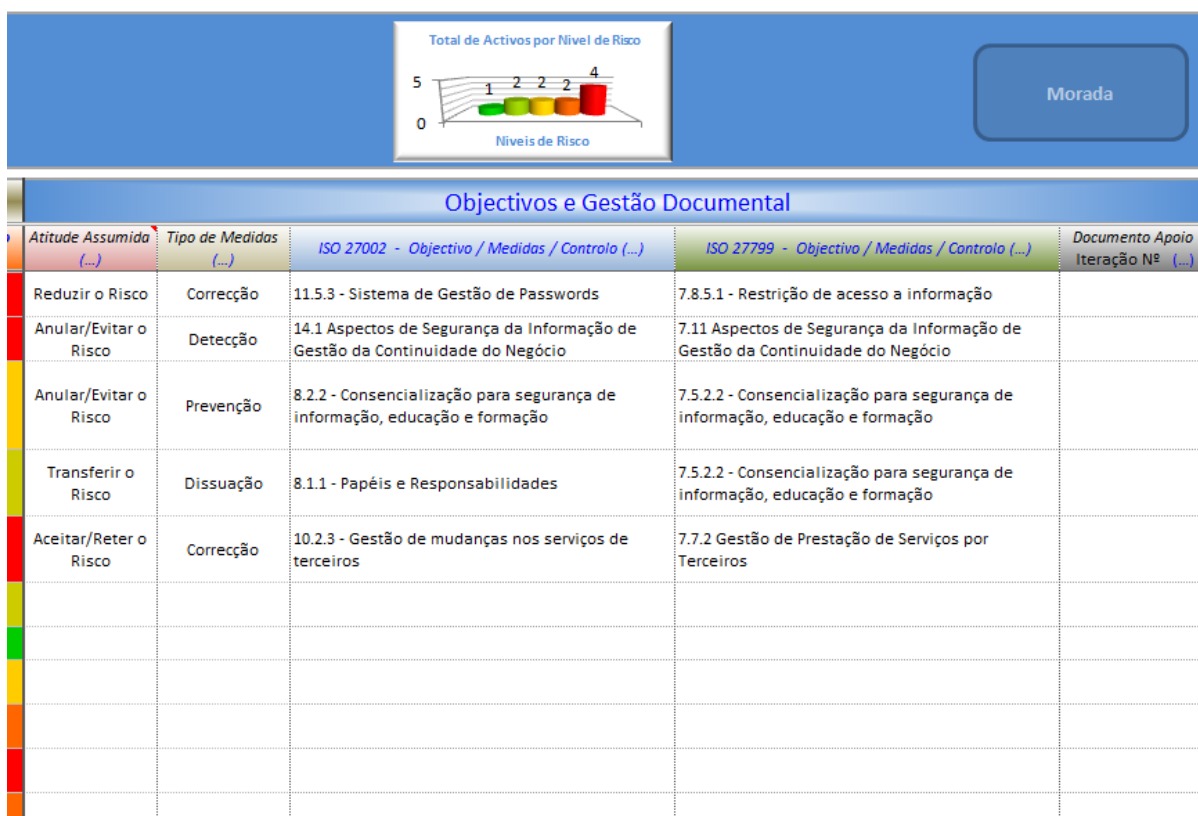 Total de Activos por Nivel de Risco
5
0
1
2
2
2
4
Niveis de Risco
Morada
Objectivos e Gestão Documental
Atitude Assumida
(...)
Tipo de Medidas
(...)
ISO 27002 - Objectivo / Medidas / Controlo (...)
ISO 27799 - Objectivo / Medidas / Controlo (...)
Documento Apoio
Iteração Nº (...)
Reduzir o Risco
Correcção
11.5.3 - Sistema de Gestão de Passwords
7.8.5.1 - Restrição de acesso a informação
Anular/Evitar o
Risco
Detecção
14.1 Aspectos de Segurança da Informação de
Gestão da Continuidade do Negócio
7.11 Aspectos de Segurança da Informação de
Gestão da Continuidade do Negócio
Anular/Evitar o
Risco
Prevenção
8.2.2 - Consencialização para segurança de
informação, educação e formação
7.5.2.2 - Consencialização para segurança de
informação, educação e formação
Transferir o
Risco
Dissuação
8.1.1 - Papéis e Responsabilidades
7.5.2.2 - Consencialização para segurança de
informação, educação e formação
Aceitar/Reter o
Risco
Correcção
10.2.3 - Gestão de mudanças nos serviços de
terceiros
7.7.2 Gestão de Prestação de Serviços por
Terceiros